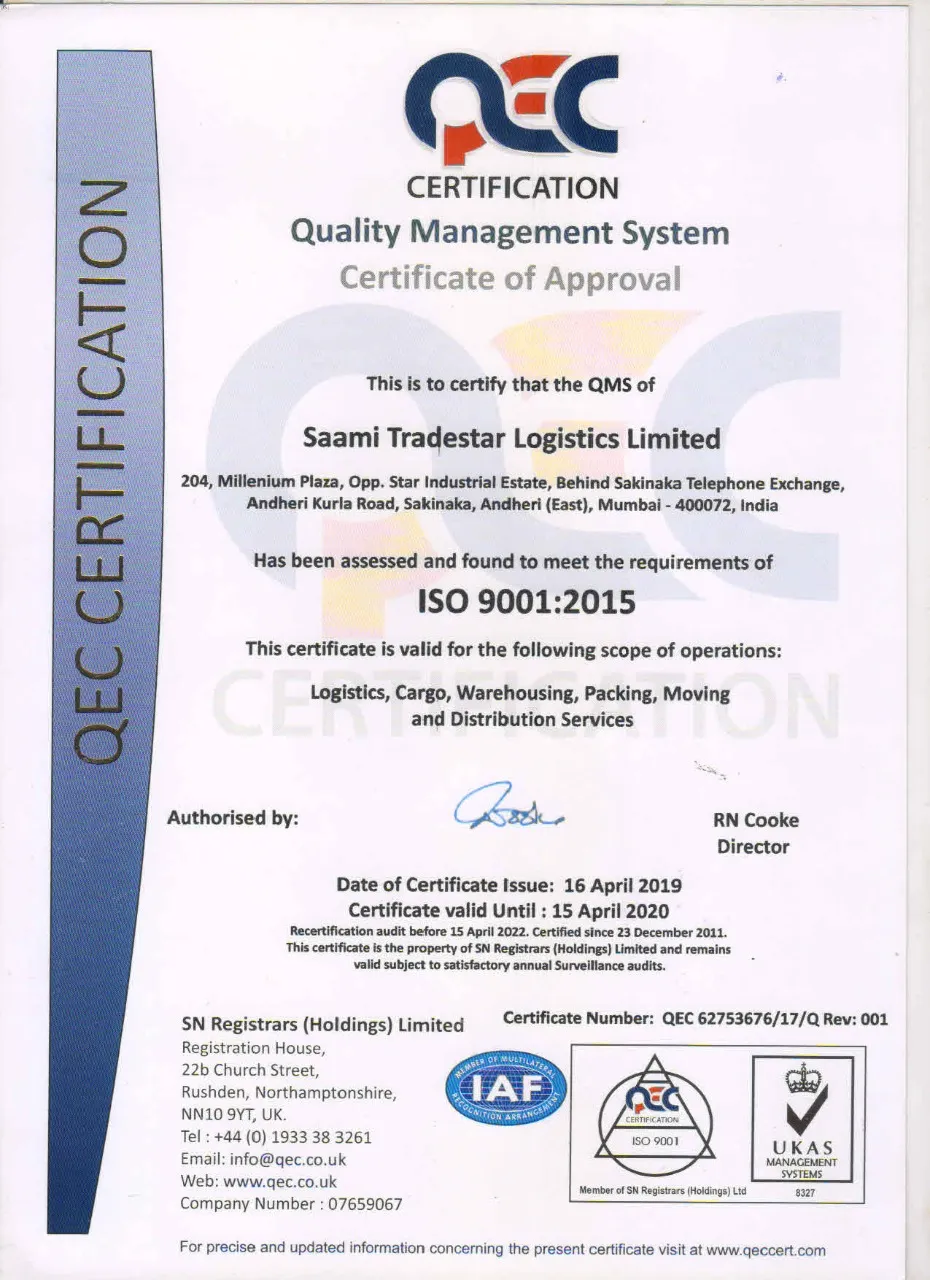 QEC CERTIFICATION
QEC
CERTIFICATION
Quality Management System
Certificate of Approval
This is to certify that the QMS of
Saami Tradestar Logistics Limited
204, Millenium Plaza, Opp. Star Industrial Estate, Behind Sakinaka Telephone Exchange,
Andheri Kurla Road, Sakinaka, Andheri (East), Mumbai - 400072, India
Has been assessed and found to meet the requirements of
ISO 9001:2015
This certificate is valid for the following scope of operations:
Logistics, Cargo, Warehousing, Packing, Moving
and Distribution Services
QEC
CERTIFICATION
Authorised by:
RN Cooke
Director
Date of Certificate Issue: 16 April 2019
Certificate valid Until : 15 April 2020
Recertification audit before 15 April 2022. Certified since 23 December 2011.
This certificate is the property of SN Registrars (Holdings) Limited and remains
valid subject to satisfactory annual Surveillance audits.
Certificate Number: QEC 62753676/17/Q Rev: 001
SN Registrars (Holdings) Limited
Registration House,
22b Church Street,
Rushden, Northamptonshire,
NN10 9YT, UK.
Tel : +44 (0) 1933 38 3261
Email: info@qec.co.uk
Web: www.qec.co.uk
Company Number : 07659067
MEMBER OF MULTILATERAL
IAF
RECOGNITION ARRANGEMENT
QEC
CERTIFICATION
ISO 9001
Member of SN Registrars (Holdings) Ltd
UKAS
MANAGEMENT
SYSTEMS
8327
For precise and updated information concerning the present certificate visit at www.qeccert.com